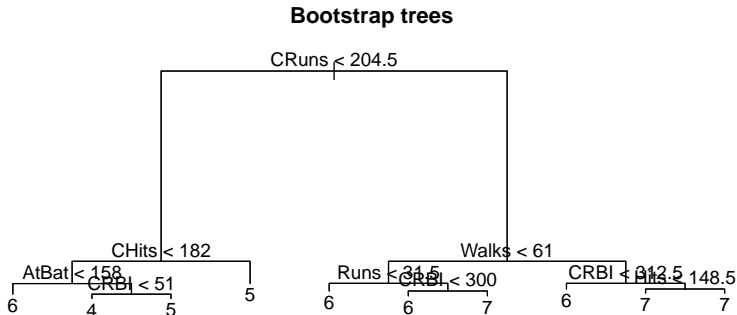 Bootstrap trees
CRuns < 204.5
CHits < 182
Walks < 61
AtBat < 158
Runs < 31.5
CRBI < 312.5
CRBI < 51
CRBI < 300
Hits < 148.5
6
4
5
5
6
6
7
6
7
7